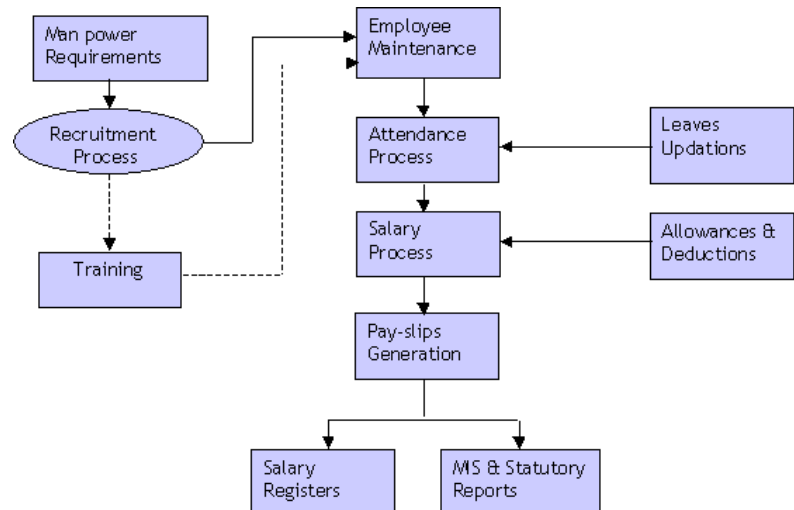 Man power
Requirements
Employee
Maintenance
Recruitment
Process
Attendance
Process
Leaves
Updations
Training
Salary
Process
Allowances &
Deductions
Pay-slips
Generation
Salary
Registers
MIS & Statutory
Reports